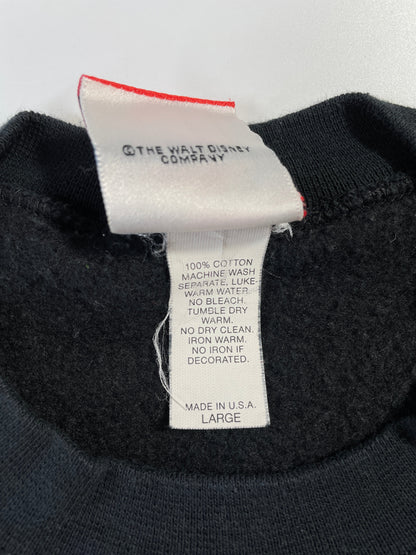 ©THE WALT DISNEY
COMPANY
100% COTTON
MACHINE WASH
SEPARATE, LUKE-
WARM WATER.
NO BLEACH.
TUMBLE DRY
WARM.
NO DRY CLEAN.
IRON WARM.
NO IRON IF
DECORATED.
MADE IN U.S.A.
LARGE